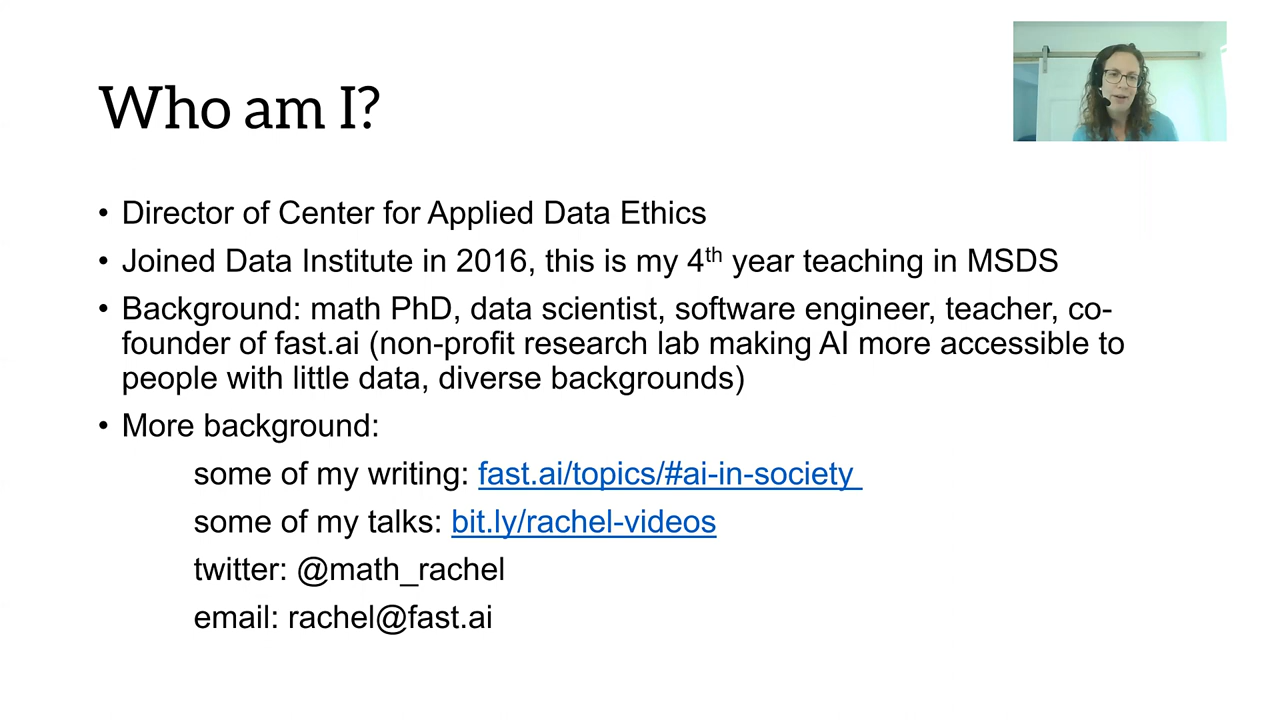 Who am I?
• Director of Center for Applied Data Ethics
• Joined Data Institute in 2016, this is my 4th year teaching in MSDS
• Background: math PhD, data scientist, software engineer, teacher, co-
founder of fast.ai (non-profit research lab making AI more accessible to
people with little data, diverse backgrounds)
• More background:
some of my writing: fast.ai/topics/#ai-in-society
some of my talks: bit.ly/rachel-videos
twitter: @math_rachel
email: rachel@fast.ai